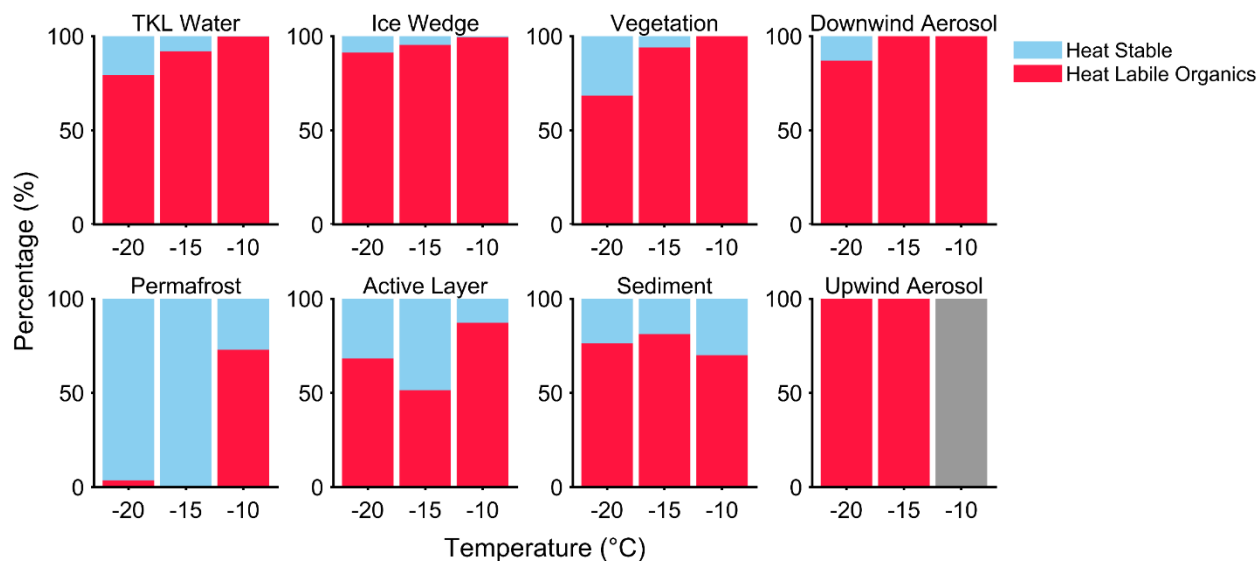 TKL Water
Ice Wedge
Vegetation
Downwind Aerosol
100
50
0
-20 -15 -10
100
50
0
-20 -15 -10
100
50
0
-20 -15 -10
100
50
0
-20 -15 -10
Heat Stable
Heat Labile Organics
Percentage (%)
Permafrost
Active Layer
Sediment
Upwind Aerosol
100
50
0
-20 -15 -10
100
50
0
-20 -15 -10
100
50
0
-20 -15 -10
100
50
0
-20 -15 -10
Temperature (°C)